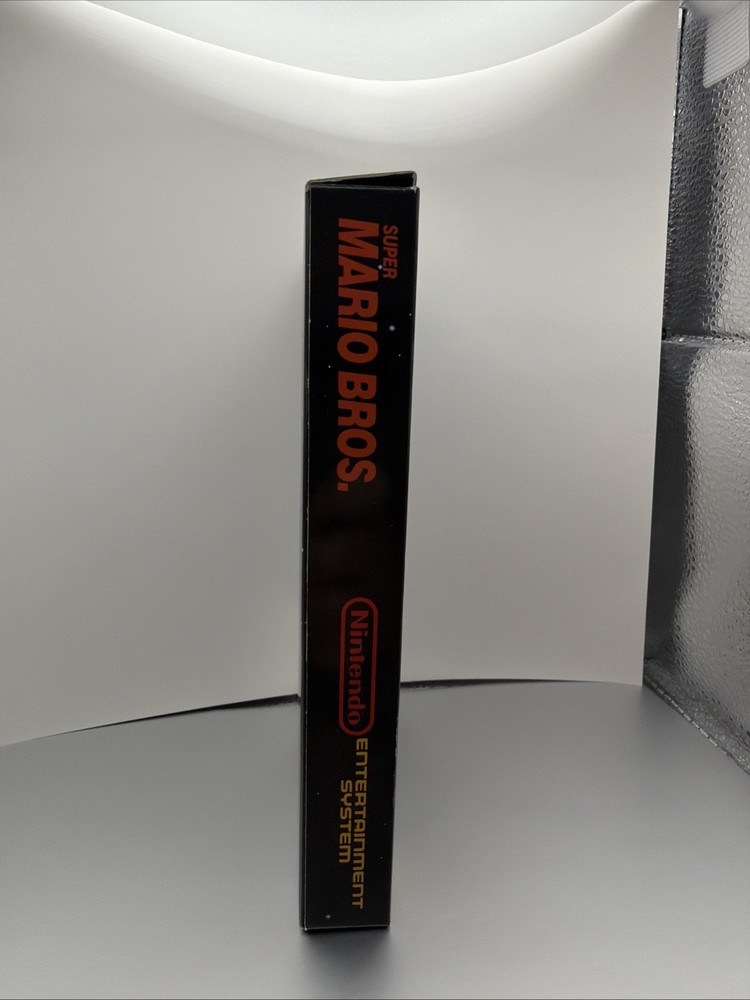 SUPER
MARIO BROS.
Nintendo
ENTERTAINMENT
SYSTEM